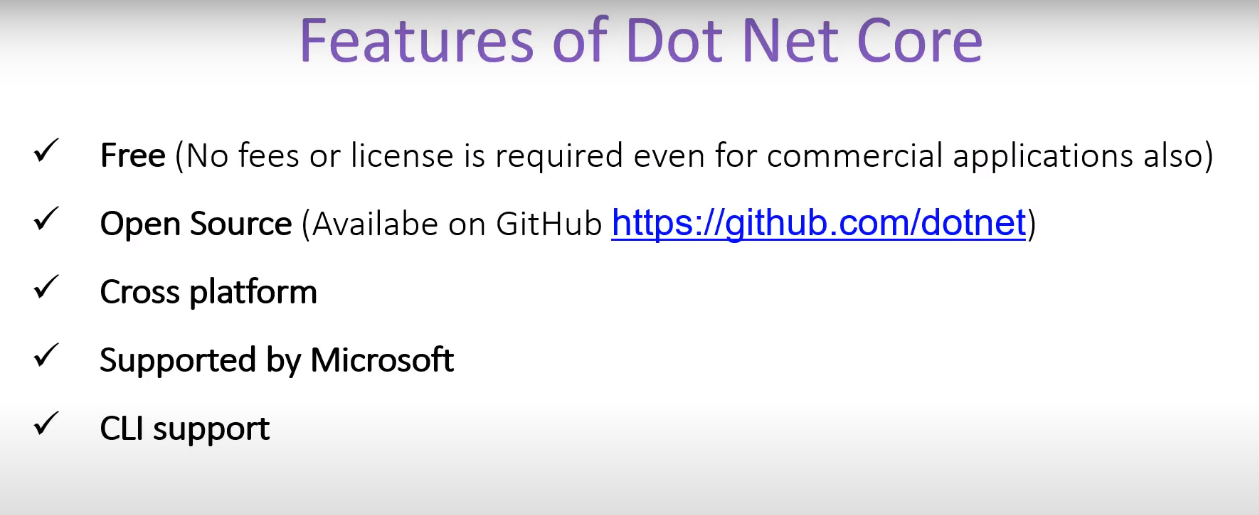 Features of Dot Net Core
✓ Free (No fees or license is required even for commercial applications also)
✓ Open Source (Availabe on GitHub https://github.com/dotnet)
✓ Cross platform
✓ Supported by Microsoft
✓ CLI support